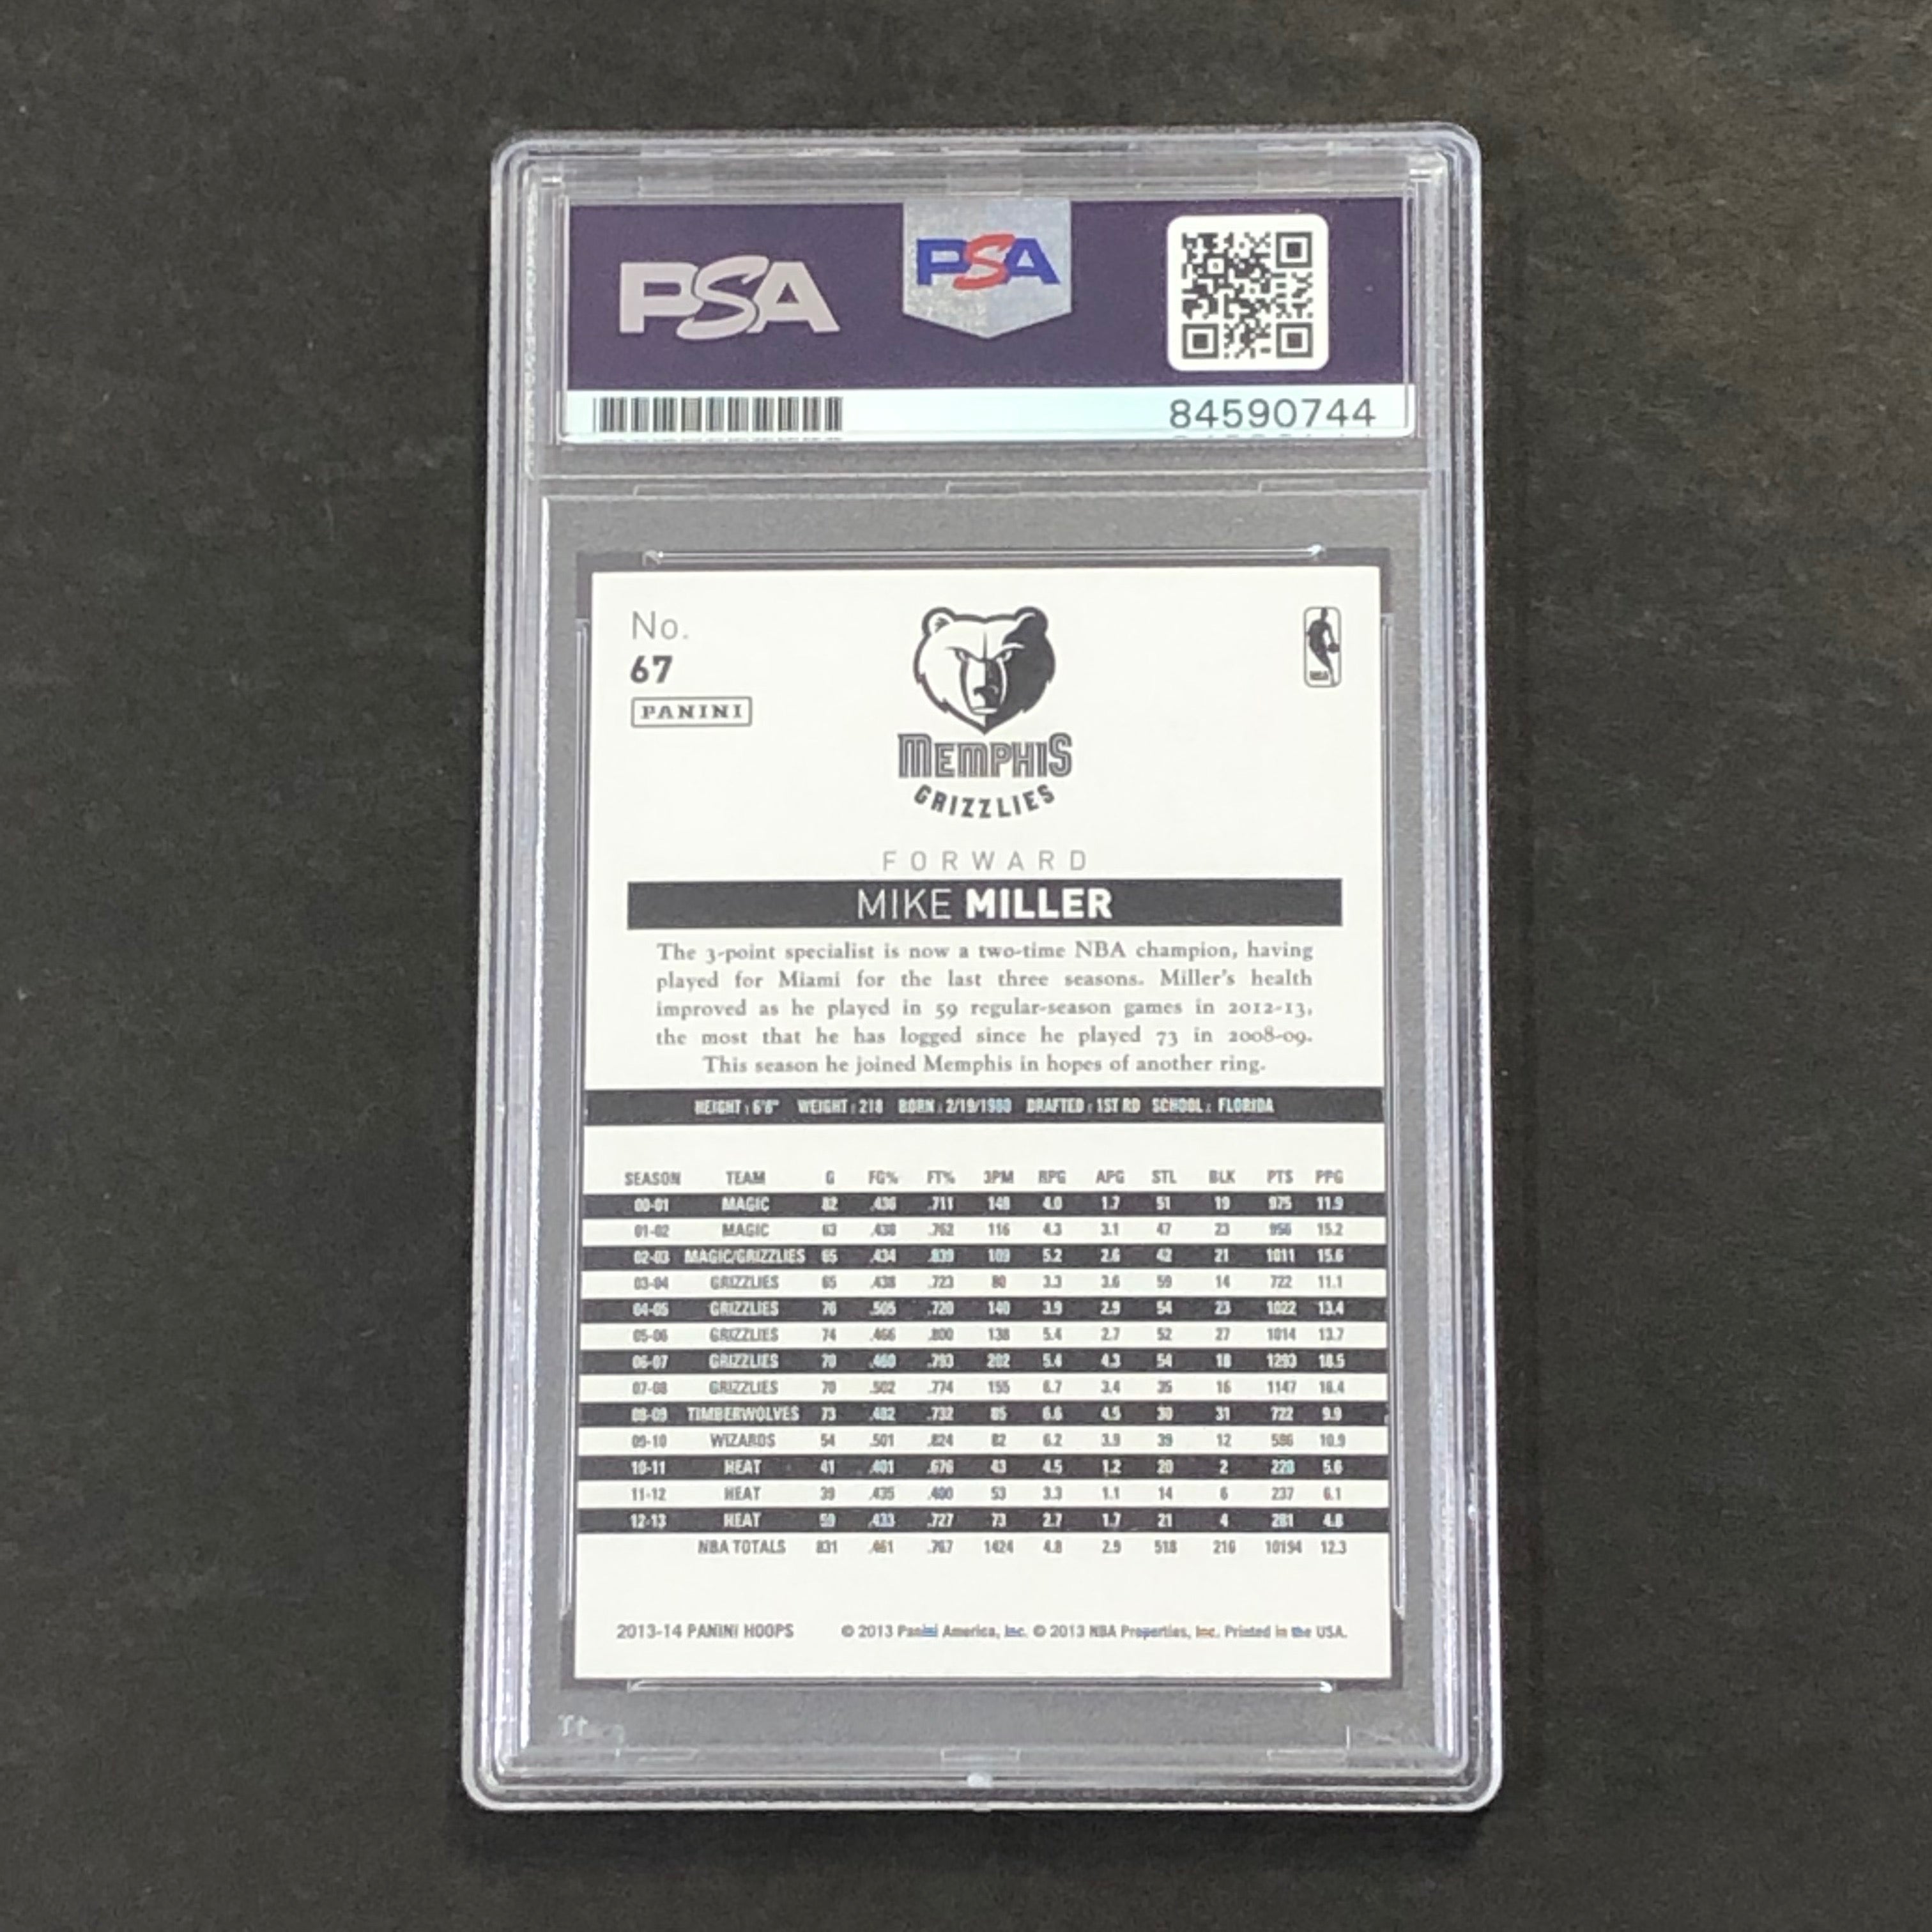 PSA
PSA
84590744
No.
67
PANINI
MEMPHIS
GRIZZLIES
NBA
FORWARD
MIKE MILLER
The 3-point specialist is now a two-time NBA champion, having
played for Miami for the last three seasons. Miller's health
improved as he played in 59 regular-season games in 2012-13,
the most that he has logged since he played 73 in 2008-09.
This season he joined Memphis in hopes of another ring.
HEIGHT: 6'8" WEIGHT: 218 BORN: 2/19/1980 DRAFTED: 1ST RD SCHOOL: FLORIDA
SEASON TEAM G FG% FT% 3PM RPG APG STL BLK PTS PPG
00-01 MAGIC 82 .436 .711 148 4.0 1.7 51 19 975 11.9
01-02 MAGIC 63 .438 .762 116 4.3 3.1 47 23 956 15.2
02-03 MAGIC/GRIZZLIES 65 .434 .839 109 5.2 2.6 42 21 1011 15.6
03-04 GRIZZLIES 65 .438 .723 80 3.3 3.6 59 14 722 11.1
04-05 GRIZZLIES 76 .505 .720 140 3.9 2.9 54 23 1022 13.4
05-06 GRIZZLIES 74 .466 .800 138 5.4 2.7 52 27 1014 13.7
06-07 GRIZZLIES 70 .460 .793 202 5.4 4.3 54 18 1293 18.5
07-08 GRIZZLIES 70 .502 .774 155 6.7 3.4 35 16 1147 16.4
08-09 TIMBERWOLVES 73 .482 .732 85 6.6 4.5 30 31 722 9.9
09-10 WIZARDS 54 .501 .824 82 6.2 3.9 39 12 586 10.9
10-11 HEAT 41 .401 .676 43 4.5 1.2 20 2 228 5.6
11-12 HEAT 39 .435 .400 53 3.3 1.1 14 6 237 6.1
12-13 HEAT 59 .433 .727 73 2.7 1.7 21 4 281 4.8
NBA TOTALS 831 .461 .767 1424 4.8 2.9 518 216 10194 12.3
2013-14 PANINI HOOPS © 2013 Panini America, Inc. © 2013 NBA Properties, Inc. Printed in the USA.